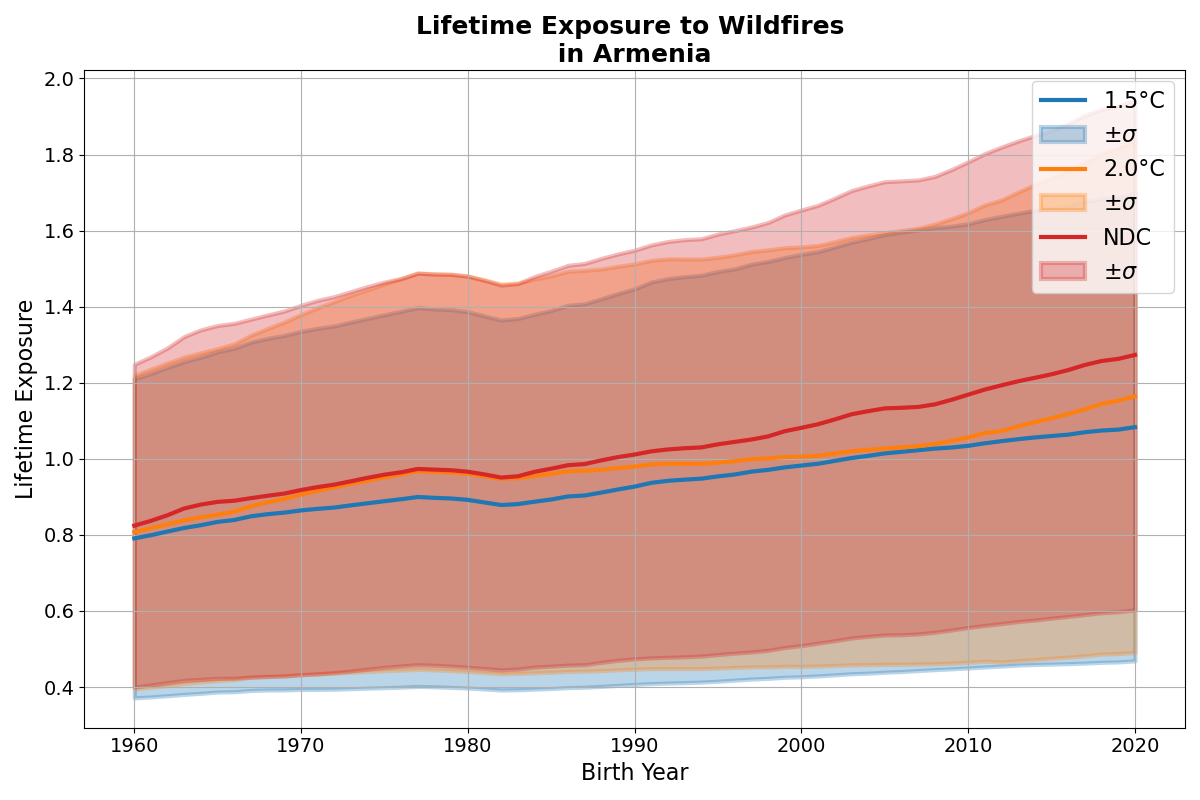 Lifetime Exposure to Wildfires
in Armenia
Lifetime Exposure
2.0
1.8
1.6
1.4
1.2
1.0
0.8
0.6
0.4
1960
1970
1980
1990
2000
2010
2020
Birth Year
1.5°C
±σ
2.0°C
±σ
NDC
±σ